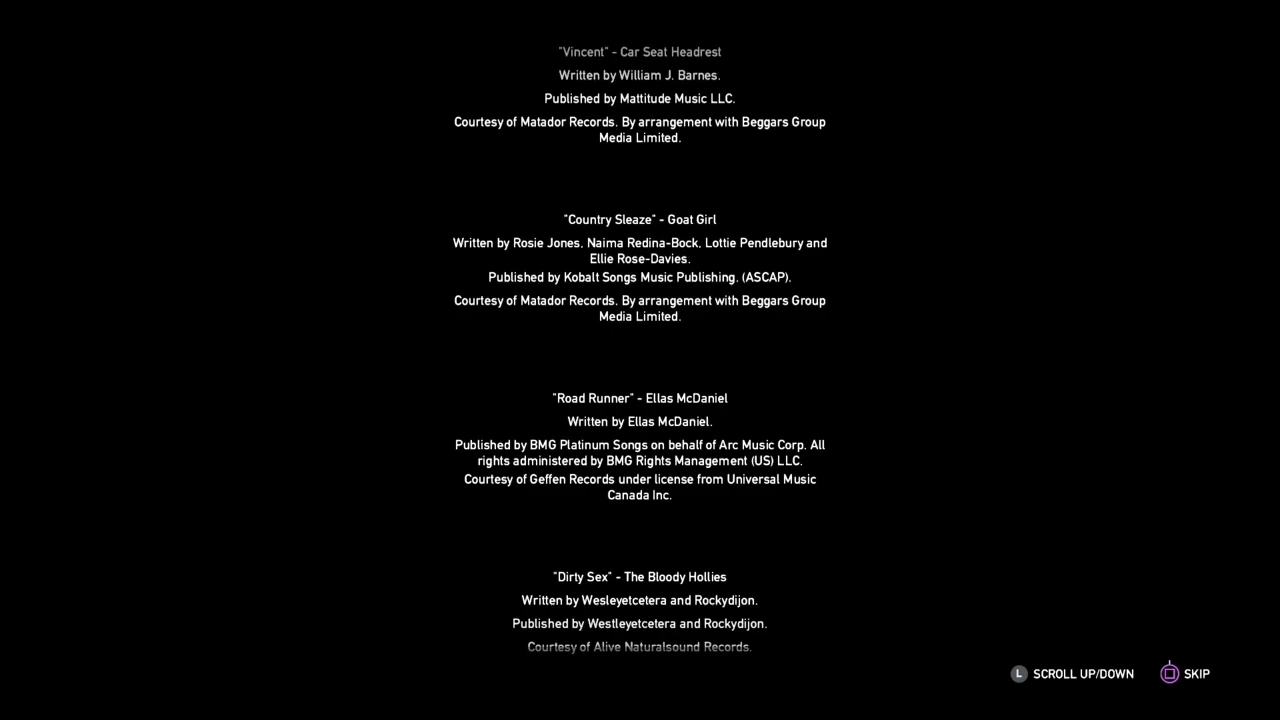 "Vincent" - Car Seat Headrest
Written by William J. Barnes.
Published by Mattitude Music LLC.
Courtesy of Matador Records. By arrangement with Beggars Group
Media Limited.
"Country Sleaze" - Goat Girl
Written by Rosie Jones, Naima Redina-Bock, Lottie Pendlebury and
Ellie Rose-Davies.
Published by Kobalt Songs Music Publishing. (ASCAP).
Courtesy of Matador Records. By arrangement with Beggars Group
Media Limited.
"Road Runner" - Ellas McDaniel
Written by Ellas McDaniel.
Published by BMG Platinum Songs on behalf of Arc Music Corp. All
rights administered by BMG Rights Management (US) LLC.
Courtesy of Geffen Records under license from Universal Music
Canada Inc.
"Dirty Sex" - The Bloody Hollies
Written by Wesleyetcetera and Rockydijon.
Published by Westleyetcetera and Rockydijon.
Courtesy of Alive Naturalsound Records.
L SCROLL UP/DOWN SKIP